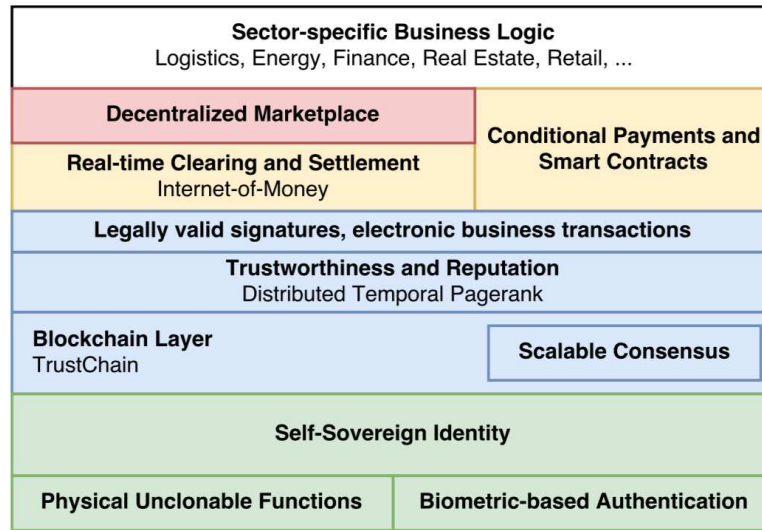 Sector-specific Business Logic
Logistics, Energy, Finance, Real Estate, Retail, ...
Decentralized Marketplace
Conditional Payments and
Smart Contracts
Real-time Clearing and Settlement
Internet-of-Money
Legally valid signatures, electronic business transactions
Trustworthiness and Reputation
Distributed Temporal Pagerank
Blockchain Layer
TrustChain
Scalable Consensus
Self-Sovereign Identity
Physical Unclonable Functions
Biometric-based Authentication